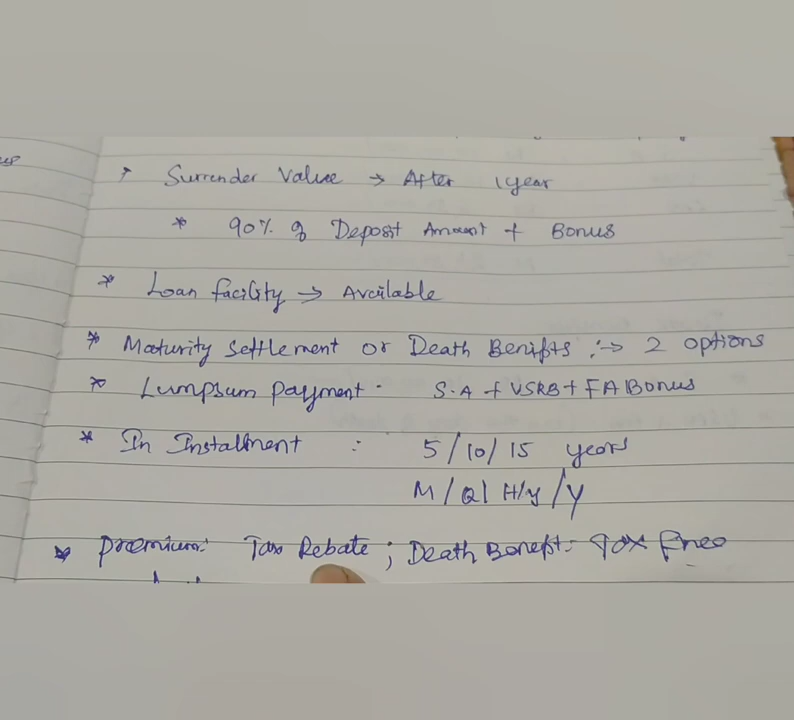 * Surrender Value → After 1 year
* 90% of Deposit Amount + Bonus
* Loan facility → Available
* Maturity Settlement or Death Benifts :→ 2 options
* Lumpsum Payment - S.A + VSRB + FA Bonus
* In Installment : 5/10/15 years
M/Q/ H/y /Y
* Premium: Tax Rebate ; Death Benefit - Tax Free